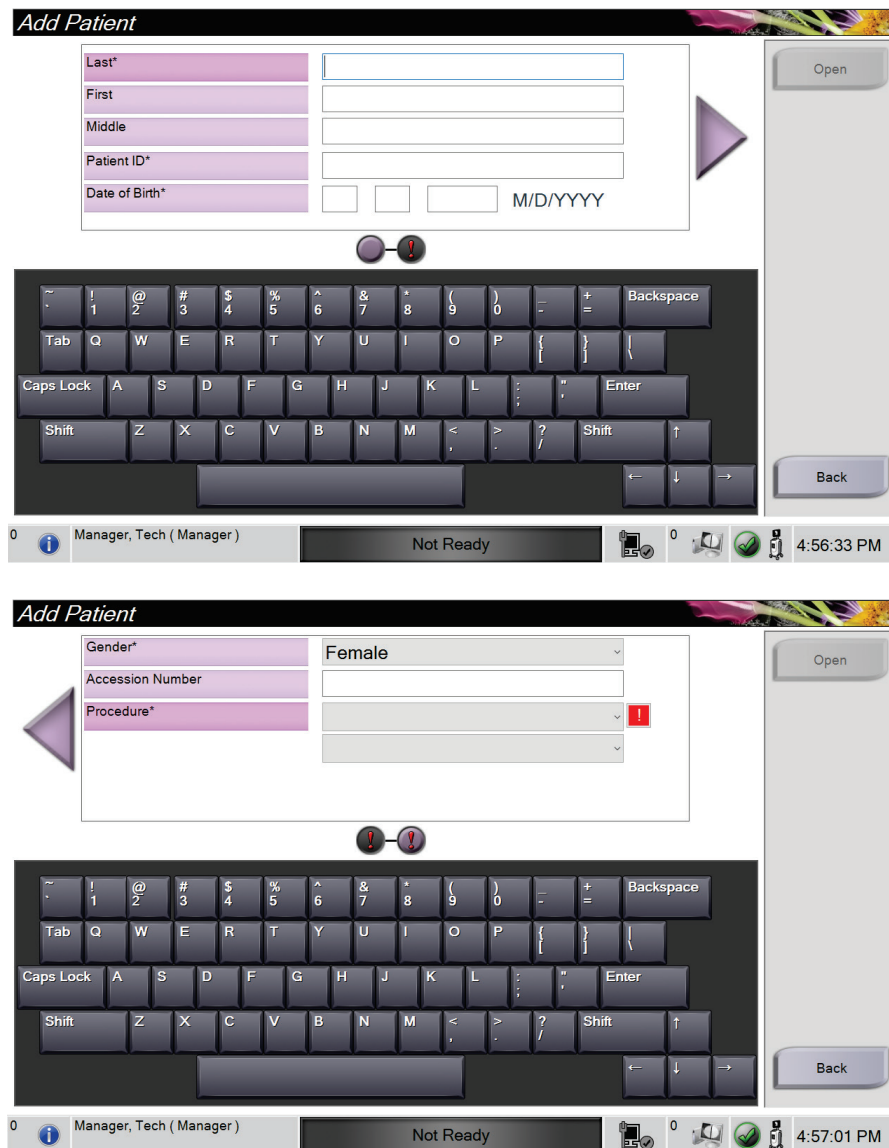 Add Patient
Last*
Open
First
Middle
Patient ID*
Date of Birth* M/D/YYYY
~ ! @ # $ % ^ & * ( ) _ + Backspace
` 1 2 3 4 5 6 7 8 9 0 - =
Tab Q W E R T Y U I O P { } |
[ ] \
Caps Lock A S D F G H J K L : " Enter
; '
Shift Z X C V B N M < > ? Shift ↑
, . /
← ↓ →
Back
0 Manager, Tech ( Manager ) Not Ready 0 4:56:33 PM
Add Patient
Gender* Female
Open
Accession Number
Procedure* !
~ ! @ # $ % ^ & * ( ) _ + Backspace
` 1 2 3 4 5 6 7 8 9 0 - =
Tab Q W E R T Y U I O P { } |
[ ] \
Caps Lock A S D F G H J K L : " Enter
; '
Shift Z X C V B N M < > ? Shift ↑
, . /
← ↓ →
Back
0 Manager, Tech ( Manager ) Not Ready 0 4:57:01 PM